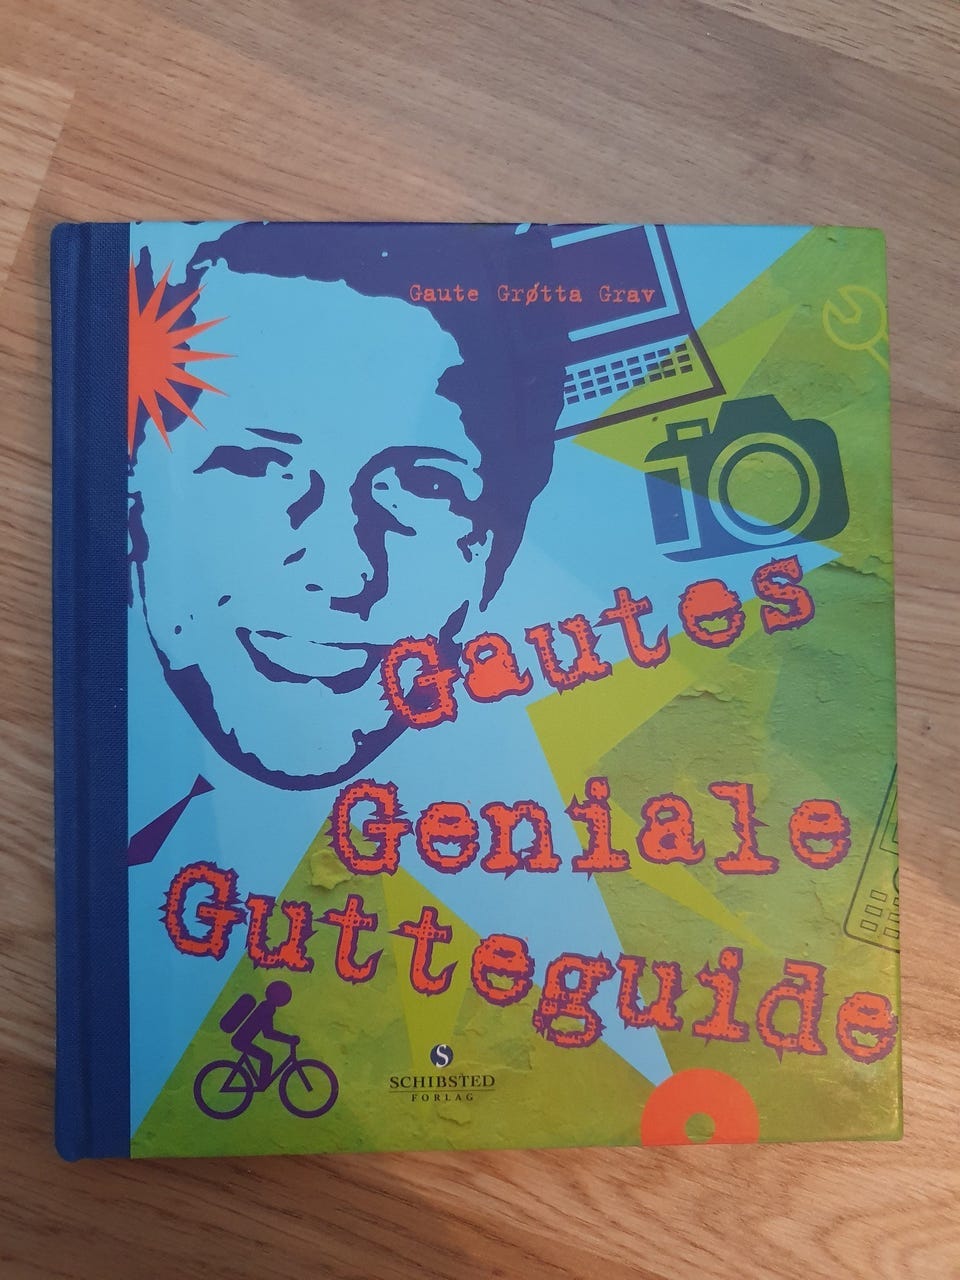 Gaute Grøtta Grav
Gautes
Geniale
Gutteguide
S
SCHIBSTED
FORLAG